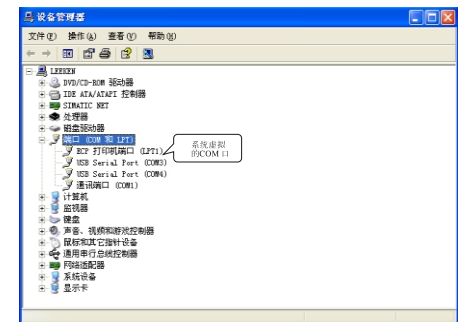 设备管理器
文件(F) 操作(A) 查看(V) 帮助(H)
LEEKEN
DVD/CD-ROM 驱动器
IDE ATA/ATAPI 控制器
SIMATIC NET
处理器
磁盘驱动器
端口 (COM 和 LPT)
ECP 打印机端口 (LPT1)
USB Serial Port (COM3)
USB Serial Port (COM4)
通讯端口 (COM1)
系统虚拟
的COM 口
计算机
监视器
键盘
声音、视频和游戏控制器
鼠标和其它指针设备
通用串行总线控制器
网络适配器
系统设备
显示卡